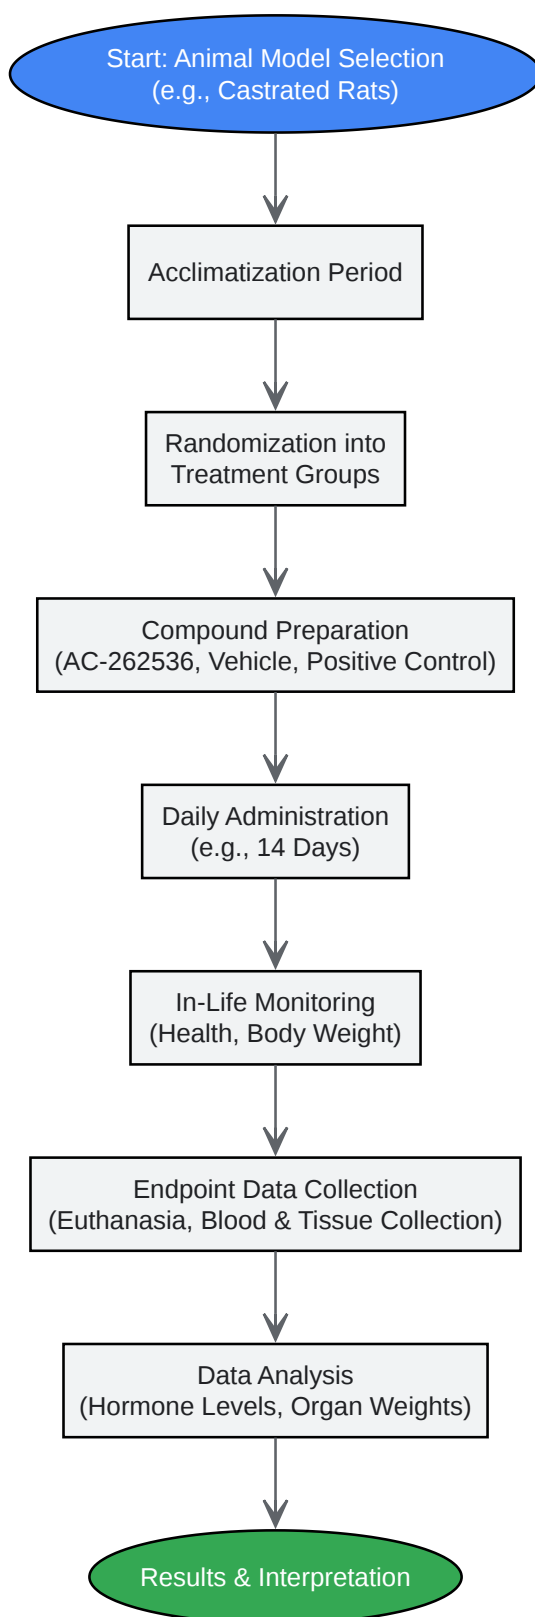 Start: Animal Model Selection
(e.g., Castrated Rats)
Acclimatization Period
Randomization into
Treatment Groups
Compound Preparation
(AC-262536, Vehicle, Positive Control)
Daily Administration
(e.g., 14 Days)
In-Life Monitoring
(Health, Body Weight)
Endpoint Data Collection
(Euthanasia, Blood & Tissue Collection)
Data Analysis
(Hormone Levels, Organ Weights)
Results & Interpretation